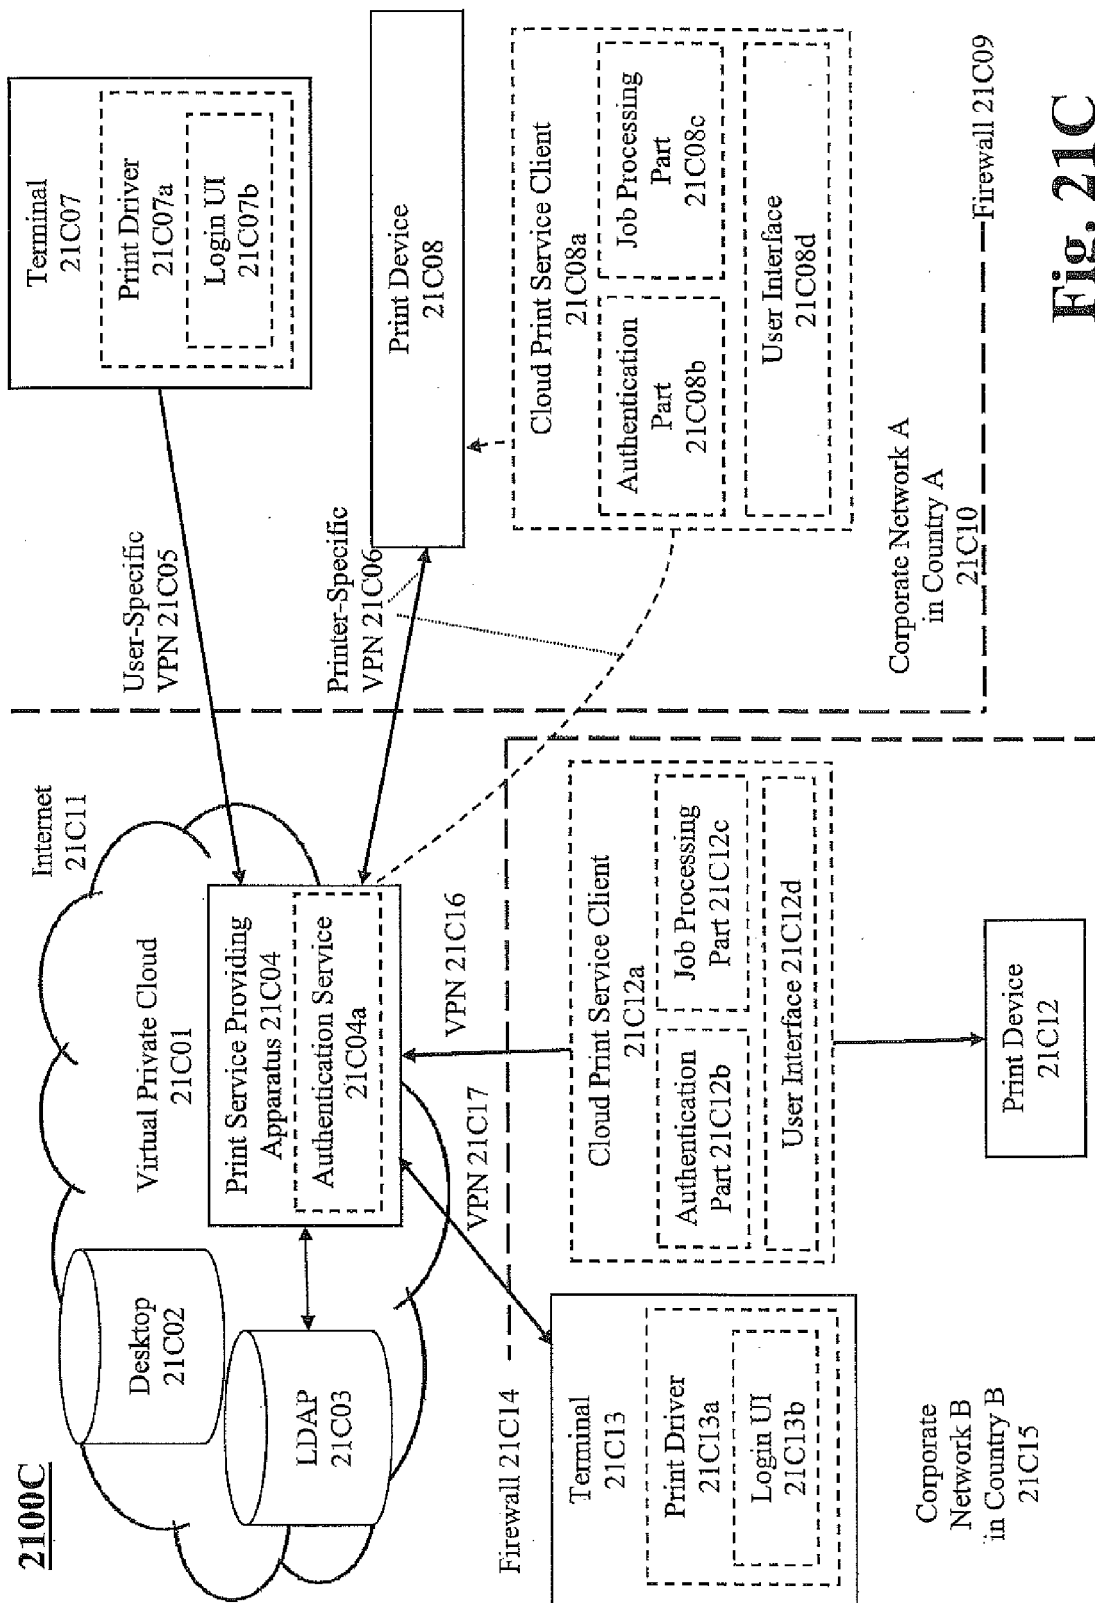 2100C
Desktop
21C02
LDAP
21C03
Virtual Private Cloud
21C01
Internet
21C11
Print Service Providing
Apparatus 21C04
Authentication Service
21C04a
User-Specific
VPN 21C05
Printer-Specific
VPN 21C06
Terminal
21C07
Print Driver
21C07a
Login UI
21C07b
Print Device
21C08
Cloud Print Service Client
21C08a
Authentication
Part
21C08b
Job Processing
Part
21C08c
User Interface
21C08d
Corporate Network A
in Country A
21C10
Firewall 21C09
Firewall 21C14
VPN 21C17
VPN 21C16
Terminal
21C13
Print Driver
21C13a
Login UI
21C13b
Cloud Print Service Client
21C12a
Authentication
Part 21C12b
Job Processing
Part 21C12c
User Interface 21C12d
Print Device
21C12
Corporate
Network B
in Country B
21C15
Fig. 21C